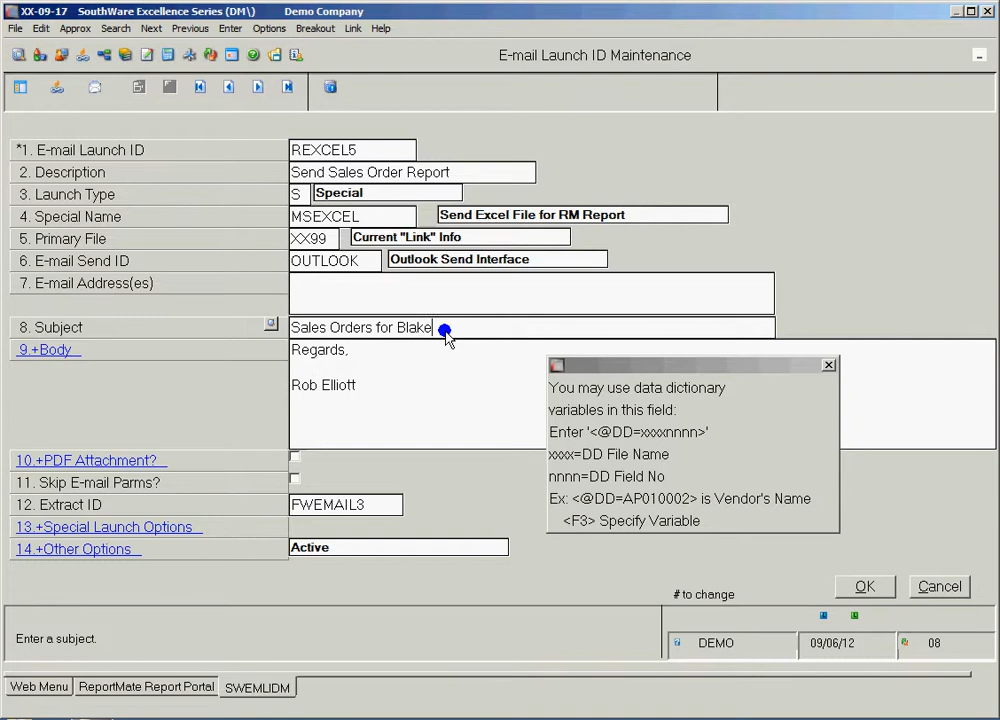 XX-09-17 SouthWare Excellence Series (DM\) Demo Company
File Edit Approx Search Next Previous Enter Options Breakout Link Help
E-mail Launch ID Maintenance
*1. E-mail Launch ID REXCEL5
2. Description Send Sales Order Report
3. Launch Type S Special
4. Special Name MSEXCEL Send Excel File for RM Report
5. Primary File XX99 Current "Link" Info
6. E-mail Send ID OUTLOOK Outlook Send Interface
7. E-mail Address(es)
8. Subject Sales Orders for Blake
9.+Body Regards,
Rob Elliott
You may use data dictionary
variables in this field:
Enter '<@DD=xxxxnnnn>'
xxxx=DD File Name
nnnn=DD Field No
Ex: <@DD=AP010002> is Vendor's Name
<F3> Specify Variable
10.+PDF Attachment?
11. Skip E-mail Parms?
12. Extract ID FWEMAIL3
13.+Special Launch Options
14.+Other Options Active
OK Cancel
# to change
Enter a subject. DEMO 09/06/12 08
Web Menu ReportMate Report Portal SWEMLIDM